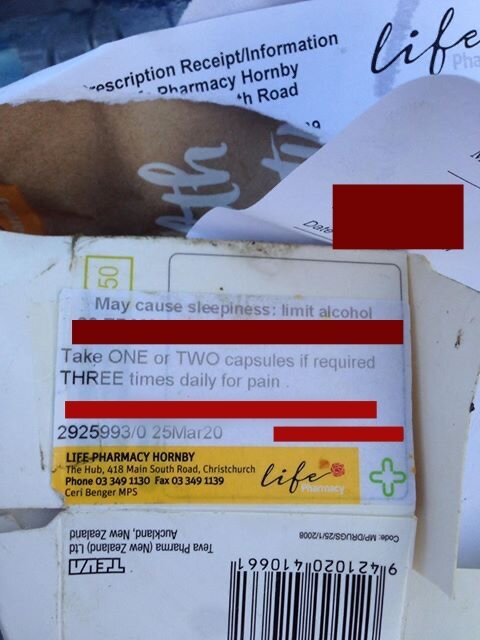 Prescription Receipt/Information
Pharmacy Hornby
Road
life
Pha
Date
50
May cause sleepiness: limit alcohol
Take ONE or TWO capsules if required
THREE times daily for pain .
2925993/0 25Mar20
LIFE PHARMACY HORNBY
The Hub, 418 Main South Road, Christchurch
Phone 03 349 1130 Fax 03 349 1139
Ceri Benger MPS
life
Pharmacy
TEVA
Teva Pharma (New Zealand) Ltd
Auckland, New Zealand
Code: MP/DRUGS/25/1/2008
9 421020 410661